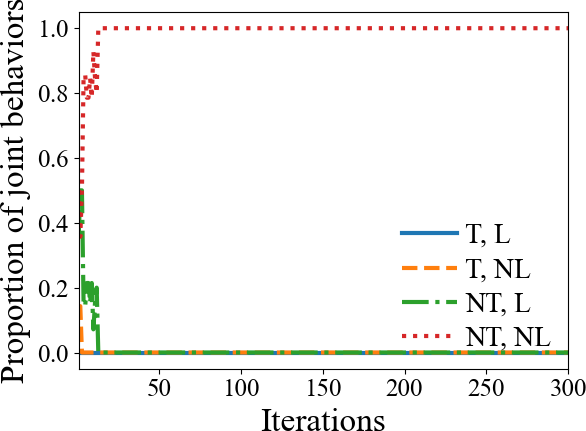 Proportion of joint behaviors
1.0
0.8
0.6
0.4
0.2
0.0
T, L
T, NL
NT, L
NT, NL
50 100 150 200 250 300
Iterations